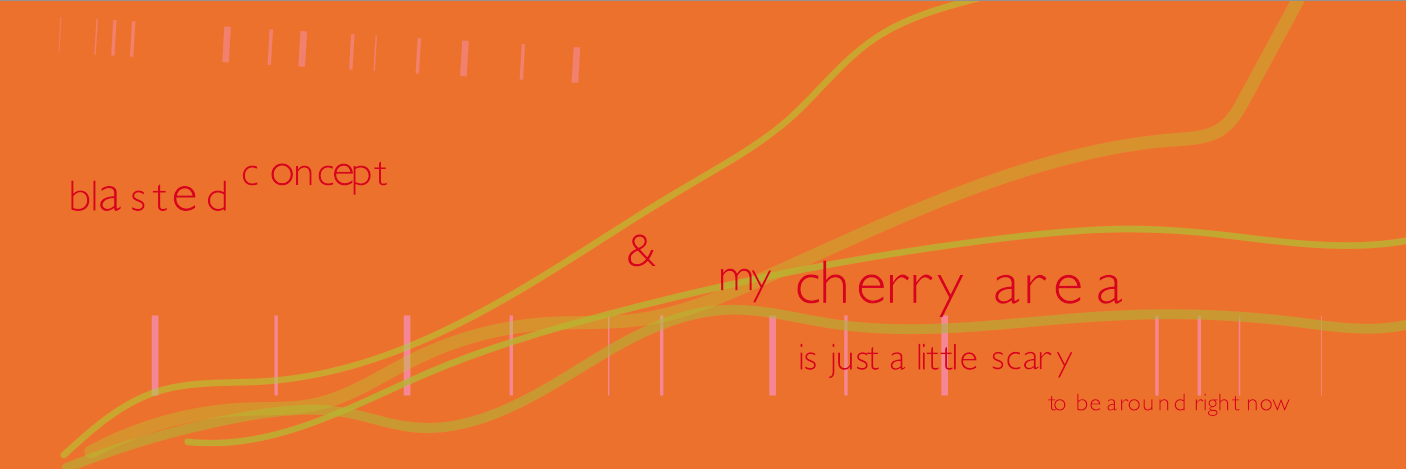 blasted concept
&
my cherry area
is just a little scary
to be around right now